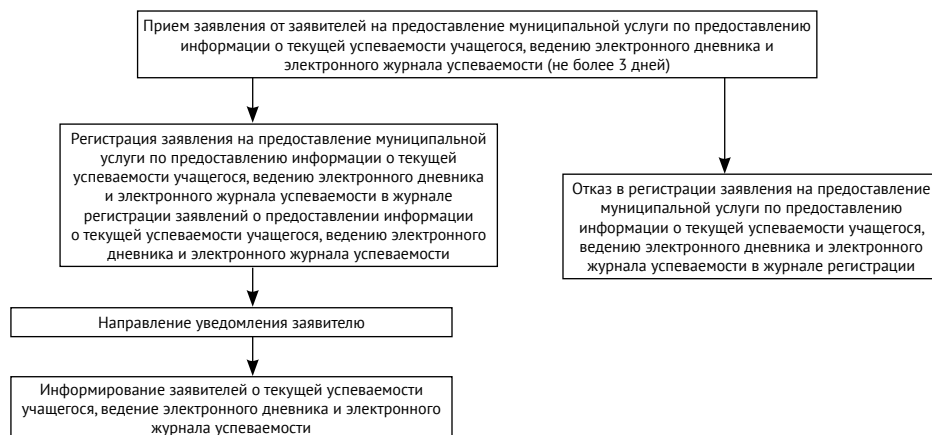 Прием заявления от заявителей на предоставление муниципальной услуги по предоставлению
информации о текущей успеваемости учащегося, ведению электронного дневника и
электронного журнала успеваемости (не более 3 дней)
Регистрация заявления на предоставление муниципальной
услуги по предоставлению информации о текущей
успеваемости учащегося, ведению электронного дневника
и электронного журнала успеваемости в журнале
регистрации заявлений о предоставлении информации
о текущей успеваемости учащегося, ведению электронного
дневника и электронного журнала успеваемости
Отказ в регистрации заявления на предоставление
муниципальной услуги по предоставлению
информации о текущей успеваемости учащегося,
ведению электронного дневника и электронного
журнала успеваемости в журнале регистрации
Направление уведомления заявителю
Информирование заявителей о текущей успеваемости
учащегося, ведение электронного дневника и электронного
журнала успеваемости